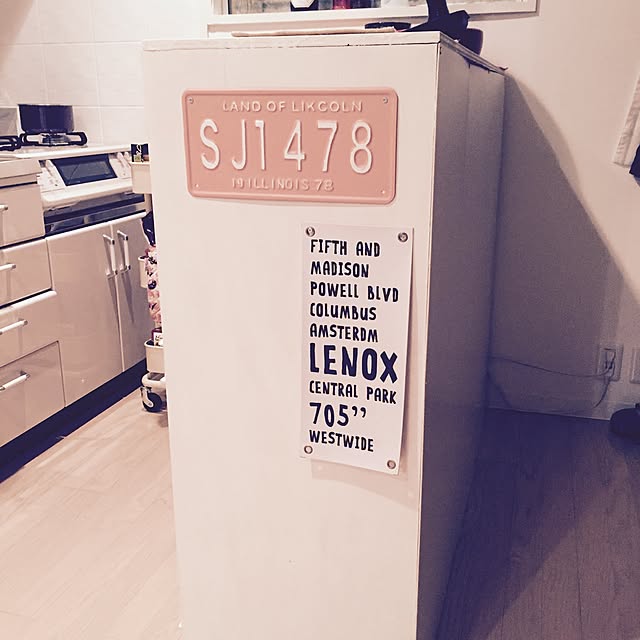 LAND OF LIKCOLN
SJ1478
19 ILLINOIS 78
FIFTH AND
MADISON
POWELL BLVD
COLUMBUS
AMSTERDM
LENOX
CENTRAL PARK
705”
WESTWIDE